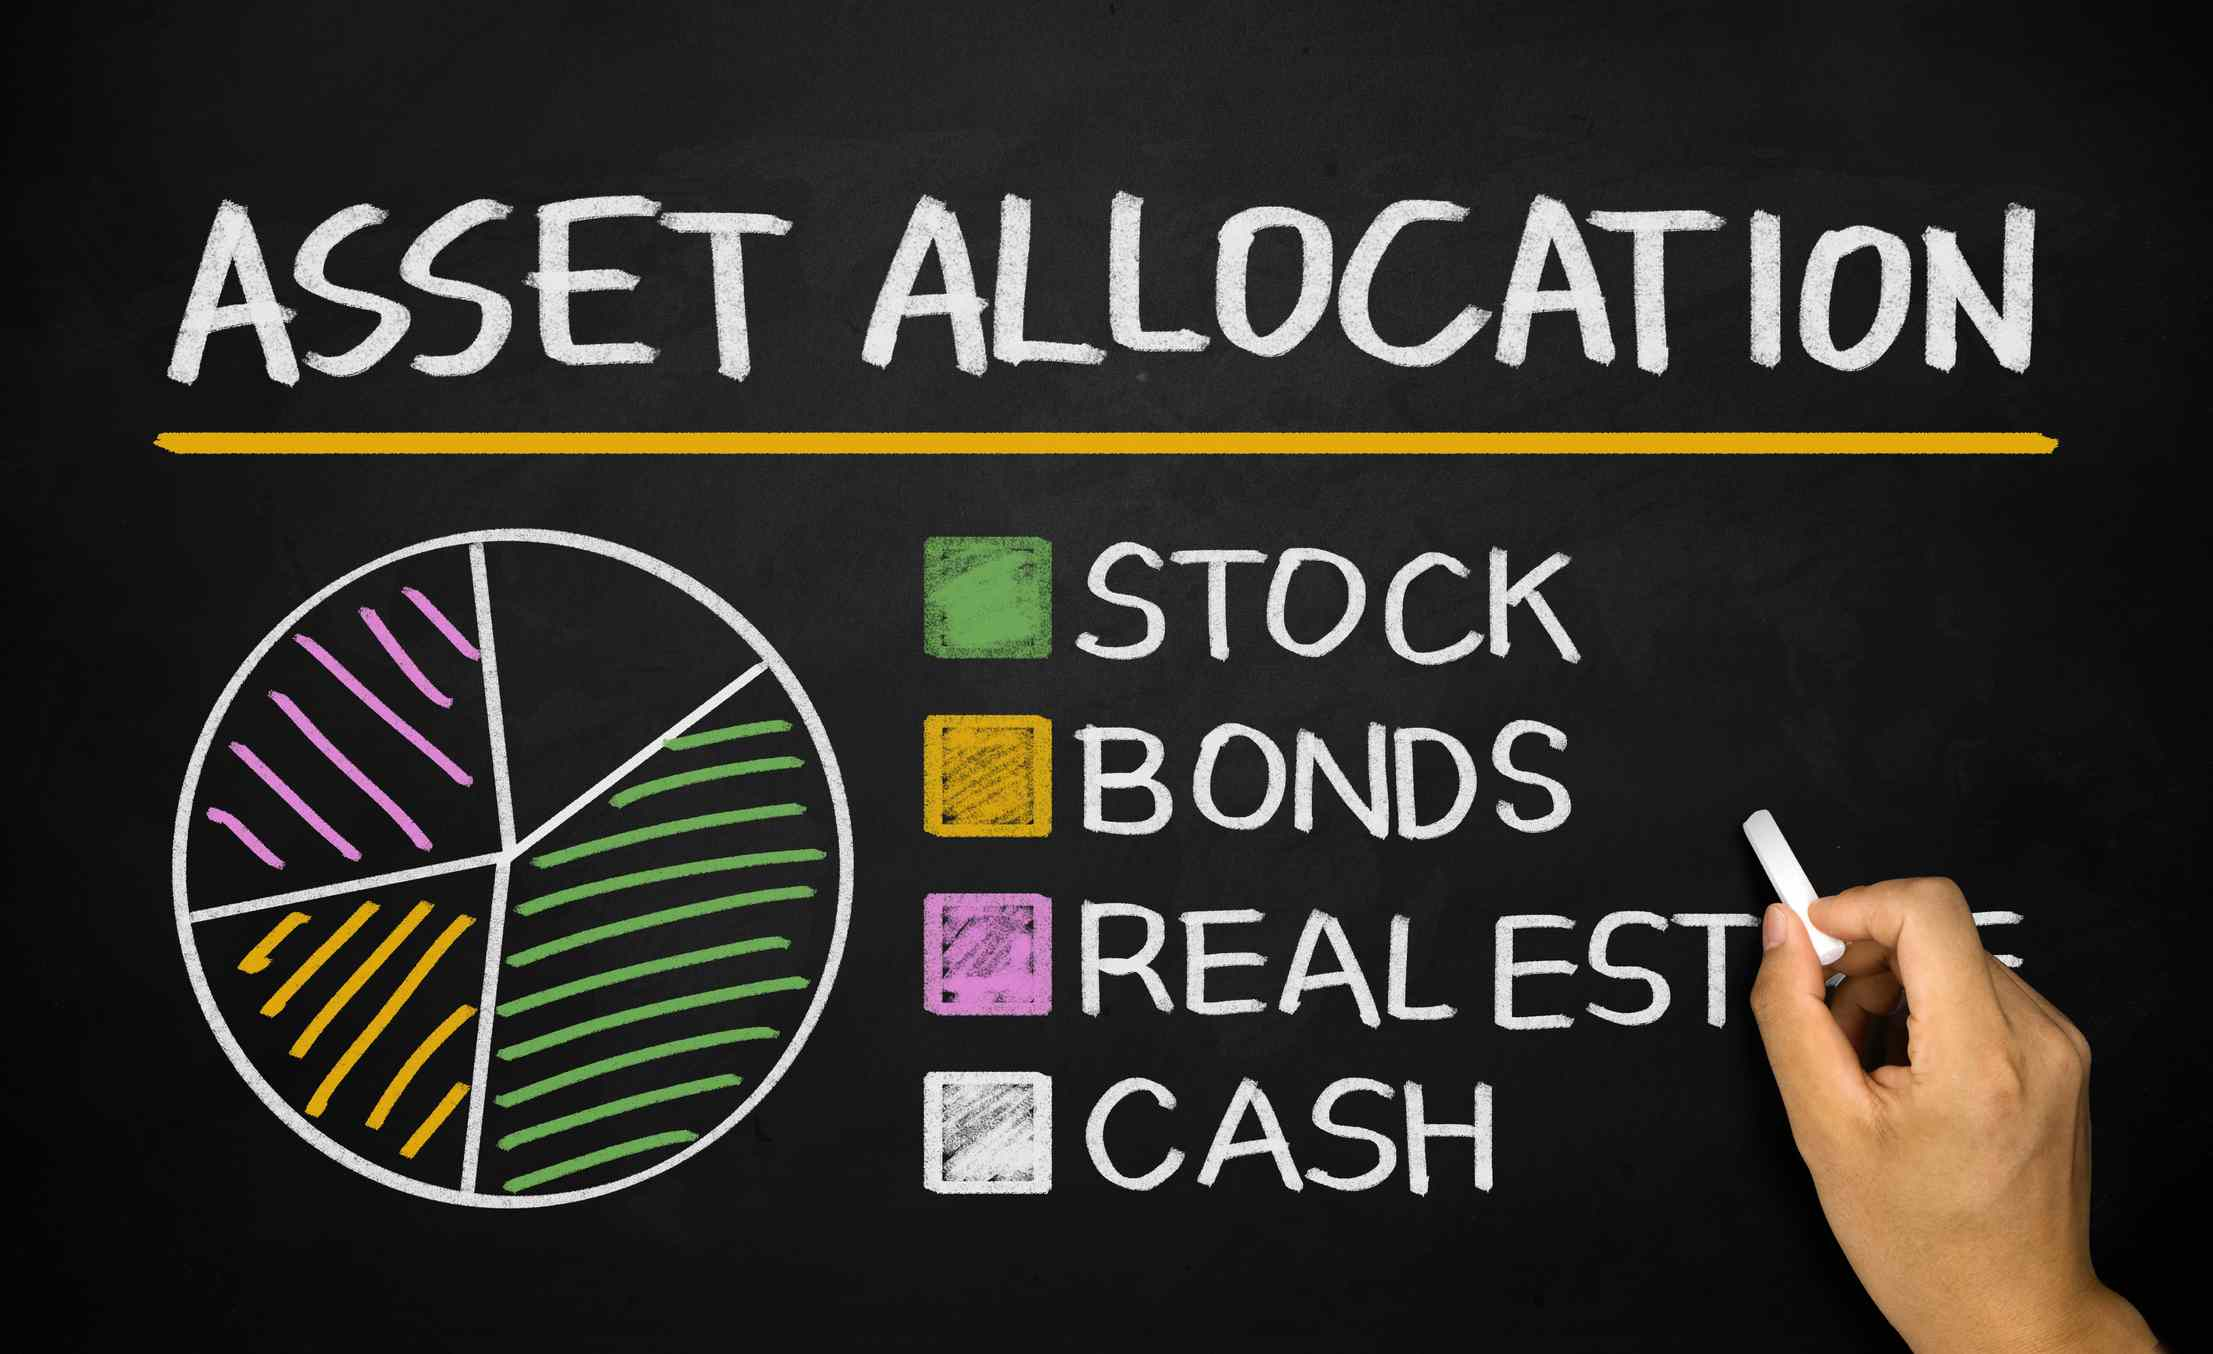 ASSET ALLOCATION
STOCK
BONDS
REAL EST E
CASH